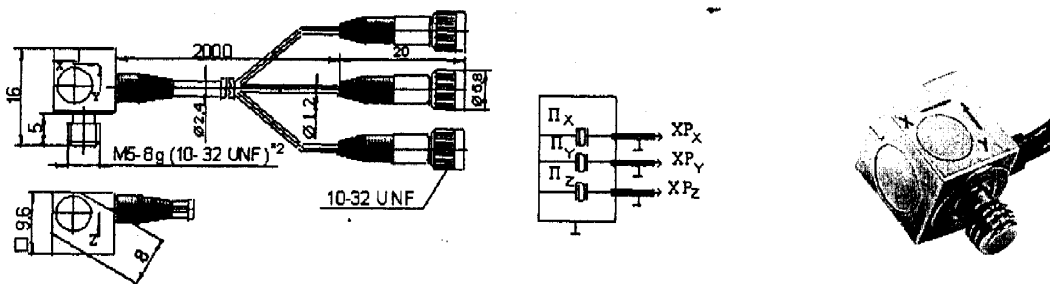 2000
20
X
Y
16
5
Ø2,4
Ø1,2
Ø6,8
M5-8g (10-32 UNF)*2
10-32 UNF
□ 9,6
Z
8
П X
П Y
П Z
XP X
XP Y
XP Z
X